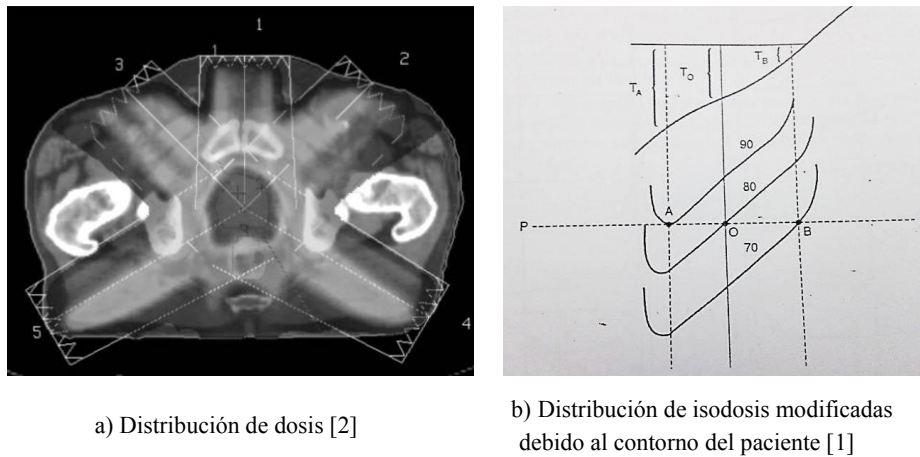 1
1
2
3
4
5
T_A
T_O
T_B
90
80
70
P
A
O
B
a) Distribución de dosis [2]
b) Distribución de isodosis modificadas
debido al contorno del paciente [1]